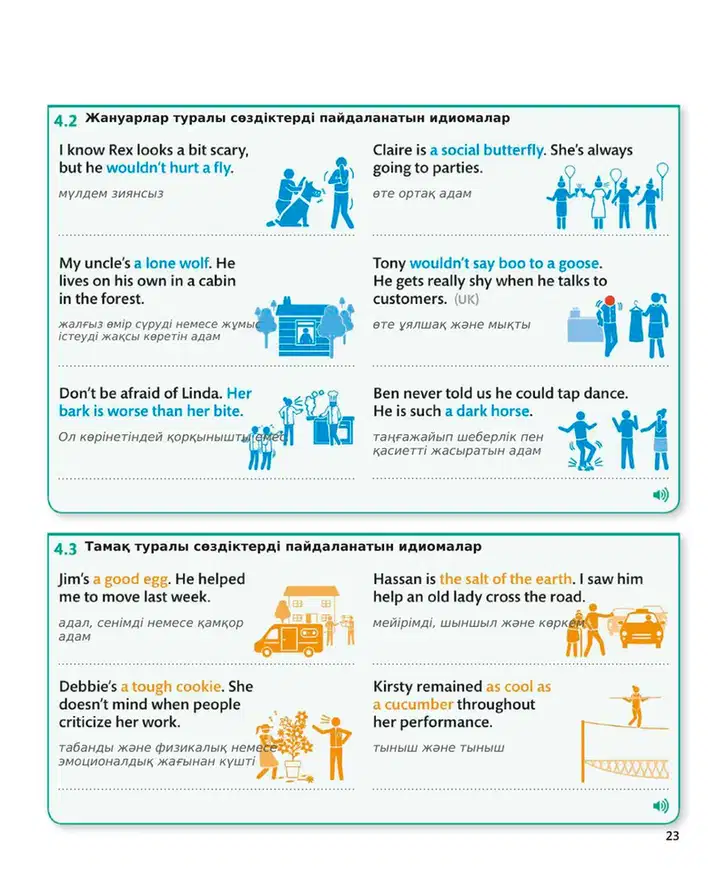 4.2 Жануарлар туралы сөздіктерді пайдаланатын идиомалар
I know Rex looks a bit scary,
but he wouldn't hurt a fly.
мүлдем зиянсыз
Claire is a social butterfly. She's always
going to parties.
өте ортақ адам
My uncle's a lone wolf. He
lives on his own in a cabin
in the forest.
жалғыз өмір сүруді немесе жұмыс
істеуді жақсы көретін адам
Tony wouldn't say boo to a goose.
He gets really shy when he talks to
customers. (UK)
өте ұялшақ және мықты
Don't be afraid of Linda. Her
bark is worse than her bite.
Ол көрінетіндей қорқынышты емес
Ben never told us he could tap dance.
He is such a dark horse.
таңғажайып шеберлік пен
қасиетті жасыратын адам
4.3 Тамақ туралы сөздіктерді пайдаланатын идиомалар
Jim's a good egg. He helped
me to move last week.
адал, сенімді немесе қамқор
адам
Hassan is the salt of the earth. I saw him
help an old lady cross the road.
мейірімді, шыншыл және көркем
Debbie's a tough cookie. She
doesn't mind when people
criticize her work.
табанды және физикалық немесе
эмоционалдық жағынан күшті
Kirsty remained as cool as
a cucumber throughout
her performance.
тыныш және тыныш
23